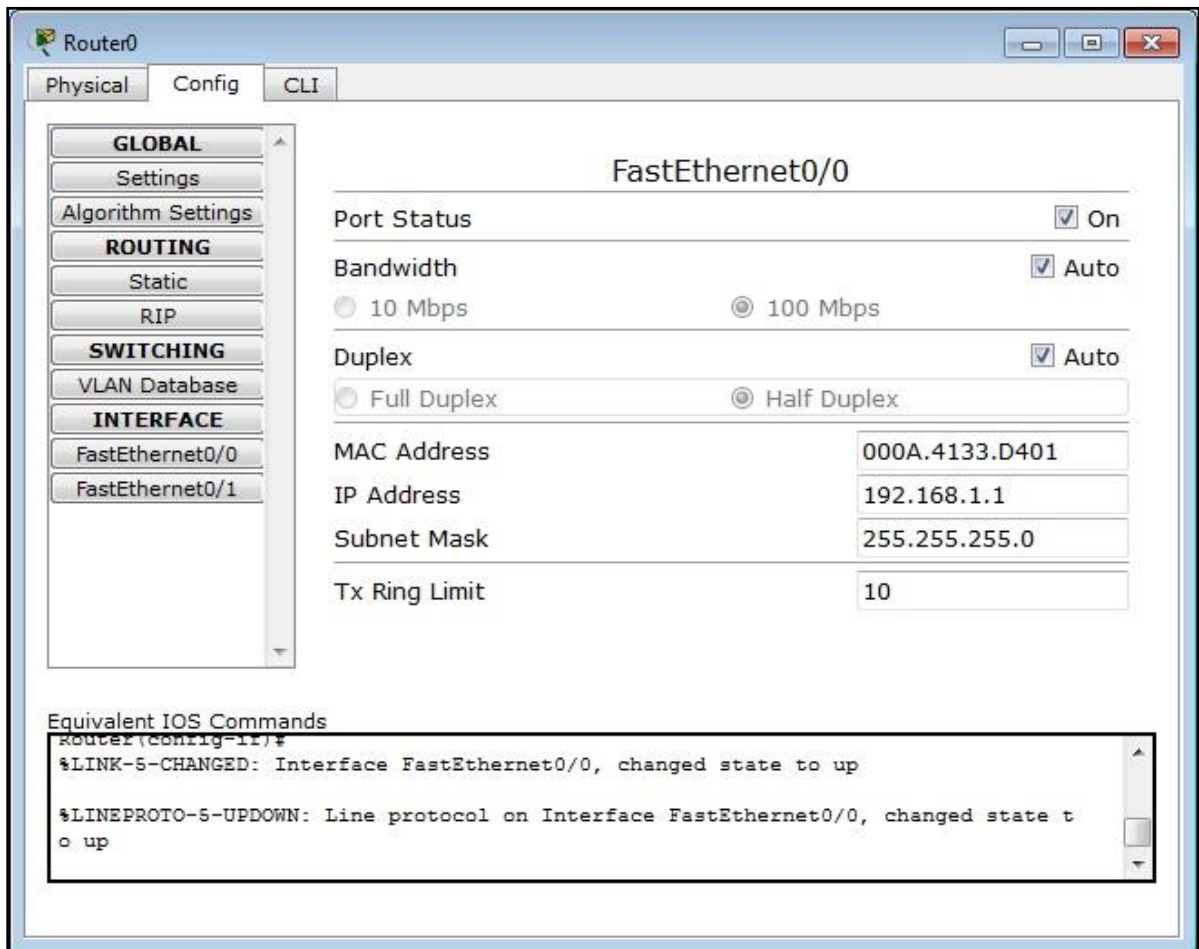 Router0
Physical Config CLI
GLOBAL
Settings
Algorithm Settings
ROUTING
Static
RIP
SWITCHING
VLAN Database
INTERFACE
FastEthernet0/0
FastEthernet0/1
FastEthernet0/0
Port Status On
Bandwidth Auto
10 Mbps 100 Mbps
Duplex Auto
Full Duplex Half Duplex
MAC Address 000A.4133.D401
IP Address 192.168.1.1
Subnet Mask 255.255.255.0
Tx Ring Limit 10
Equivalent IOS Commands
Router(config-if)#
%LINK-5-CHANGED: Interface FastEthernet0/0, changed state to up
%LINEPROTO-5-UPDOWN: Line protocol on Interface FastEthernet0/0, changed state t
o up